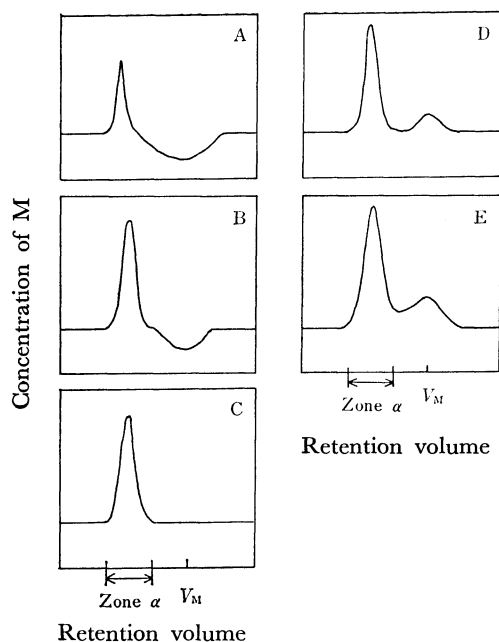 A
B
C
Zone α
V_M
Retention volume
Concentration of M
D
E
Zone α
V_M
Retention volume